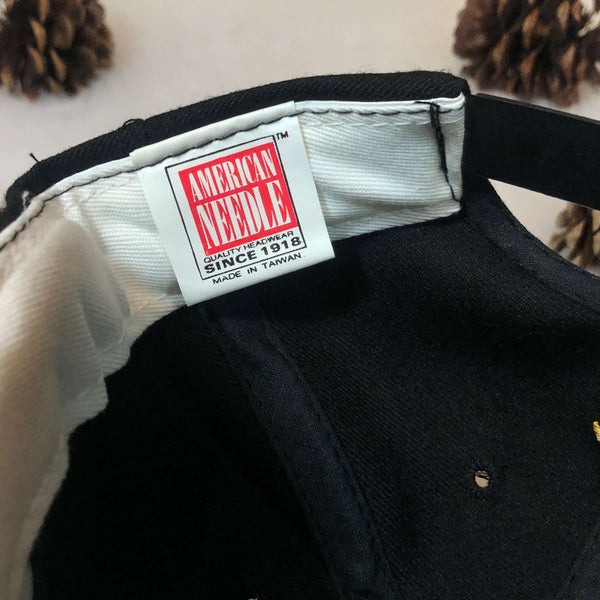 ™
AMERICAN
NEEDLE
QUALITY HEADWEAR
SINCE 1918
MADE IN TAIWAN